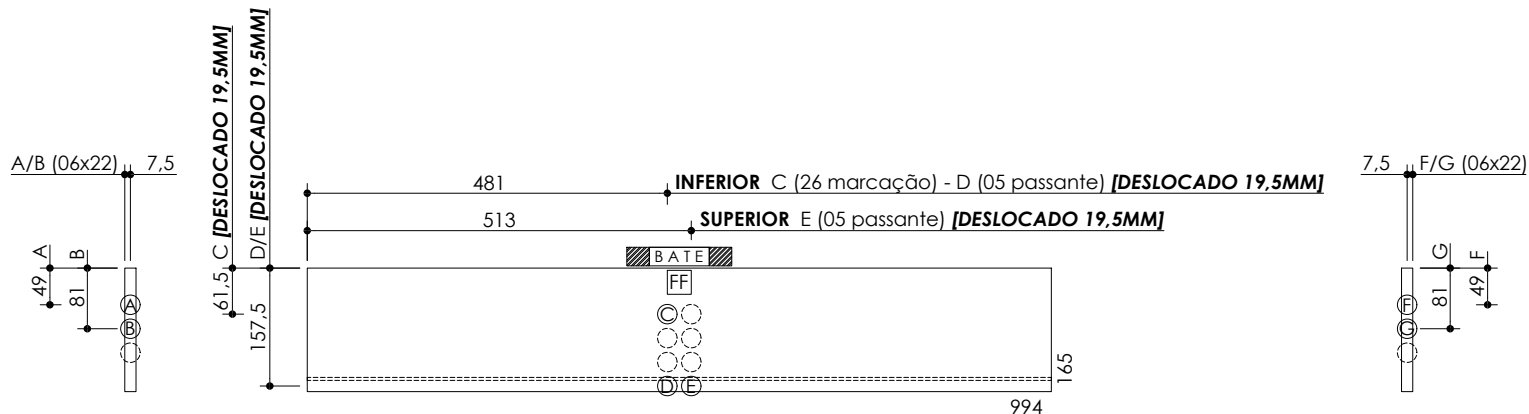 C [DESLOCADO 19,5MM]
D/E [DESLOCADO 19,5MM]
A/B (06x22) 7,5
7,5 F/G (06x22)
481 INFERIOR C (26 marcação) - D (05 passante) [DESLOCADO 19,5MM]
513 SUPERIOR E (05 passante) [DESLOCADO 19,5MM]
A B
49 81
A
B
61,5
157,5
BATE
FF
C
D E
165
994
G F
81 49
F
G